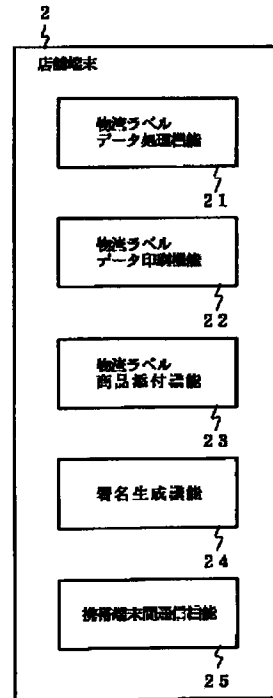 2
店舗端末
物流ラベル
データ処理機能
21
物流ラベル
データ印刷機能
22
物流ラベル
商品添付機能
23
署名生成機能
24
携帯端末間通信機能
25